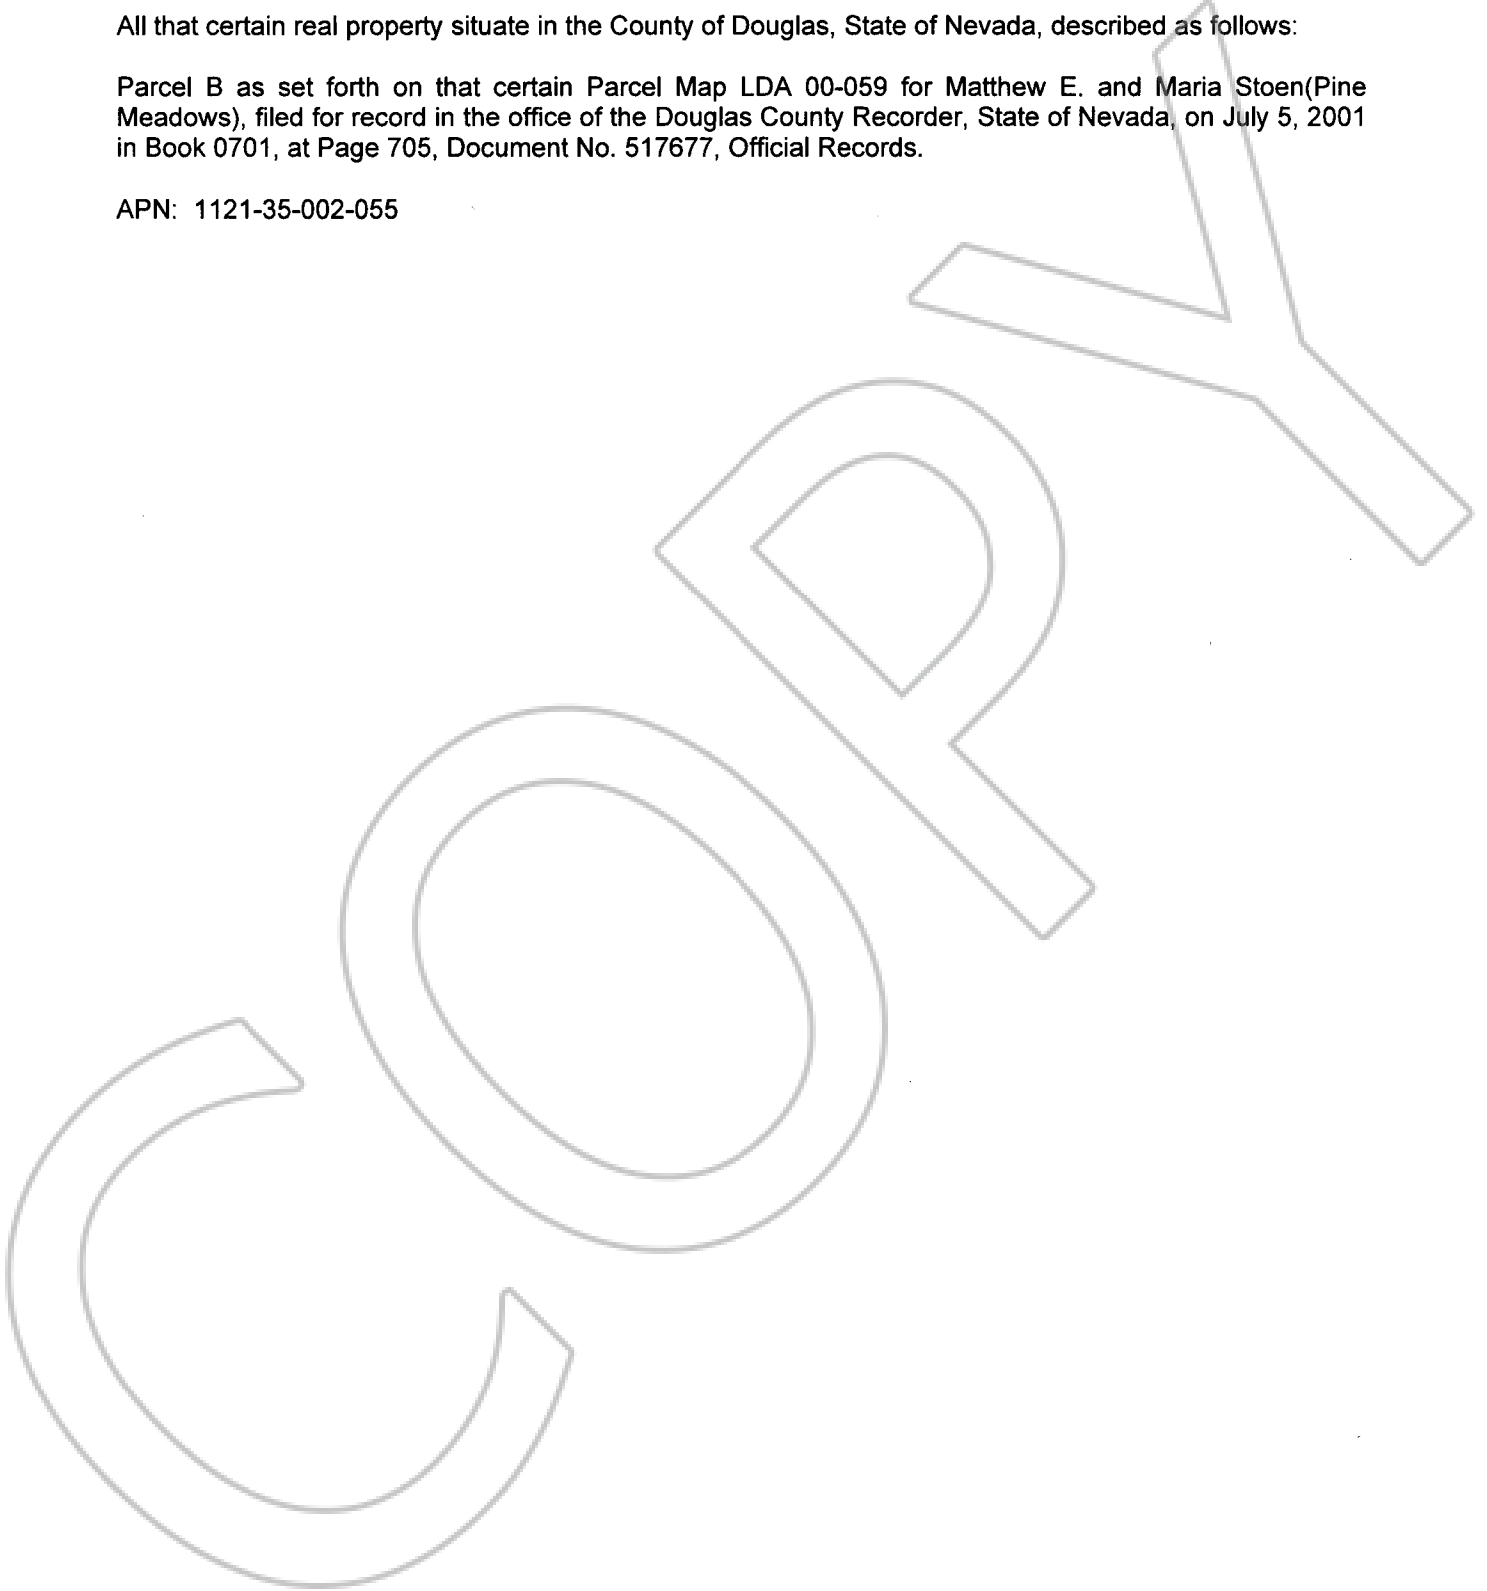 All that certain real property situate in the County of Douglas, State of Nevada, described as follows:
Parcel B as set forth on that certain Parcel Map LDA 00-059 for Matthew E. and Maria Stoen(Pine
Meadows), filed for record in the office of the Douglas County Recorder, State of Nevada, on July 5, 2001
in Book 0701, at Page 705, Document No. 517677, Official Records.
APN: 1121-35-002-055
COPY